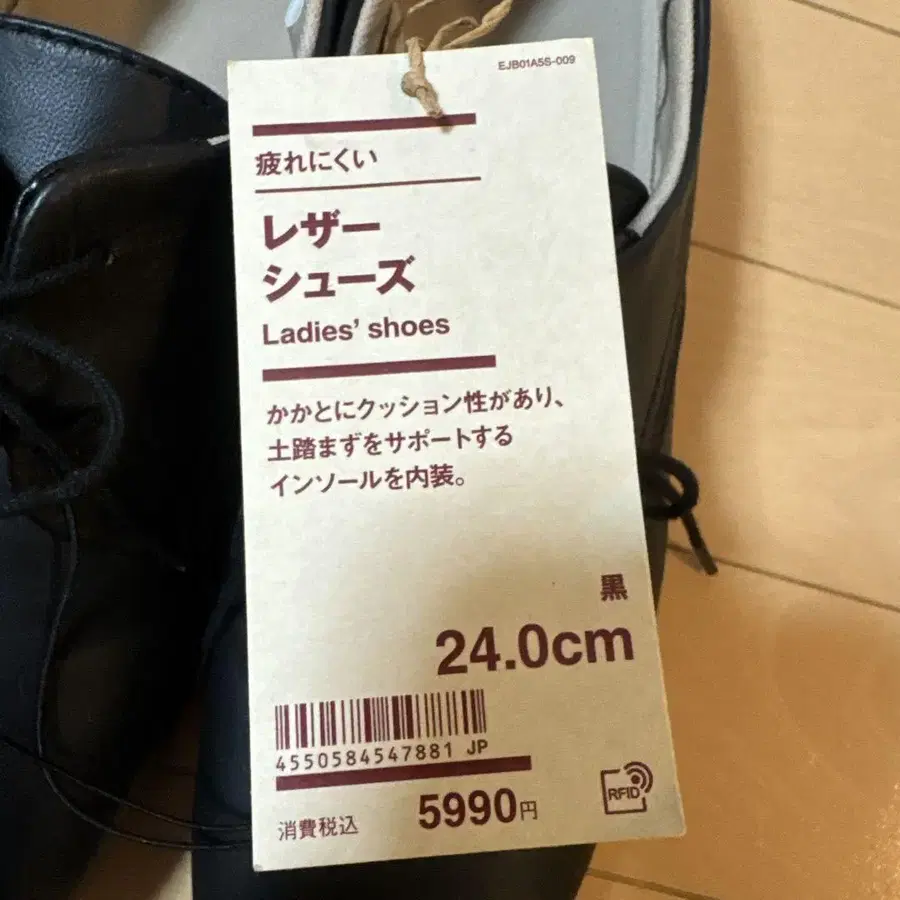 EJB01A5S-009
疲れにくい
レザー
シューズ
Ladies' shoes
かかとにクッション性があり、
土踏まずをサポートする
インソールを内装。
黒
24.0cm
4550584547881 JP
消費税込 5990円
RFID